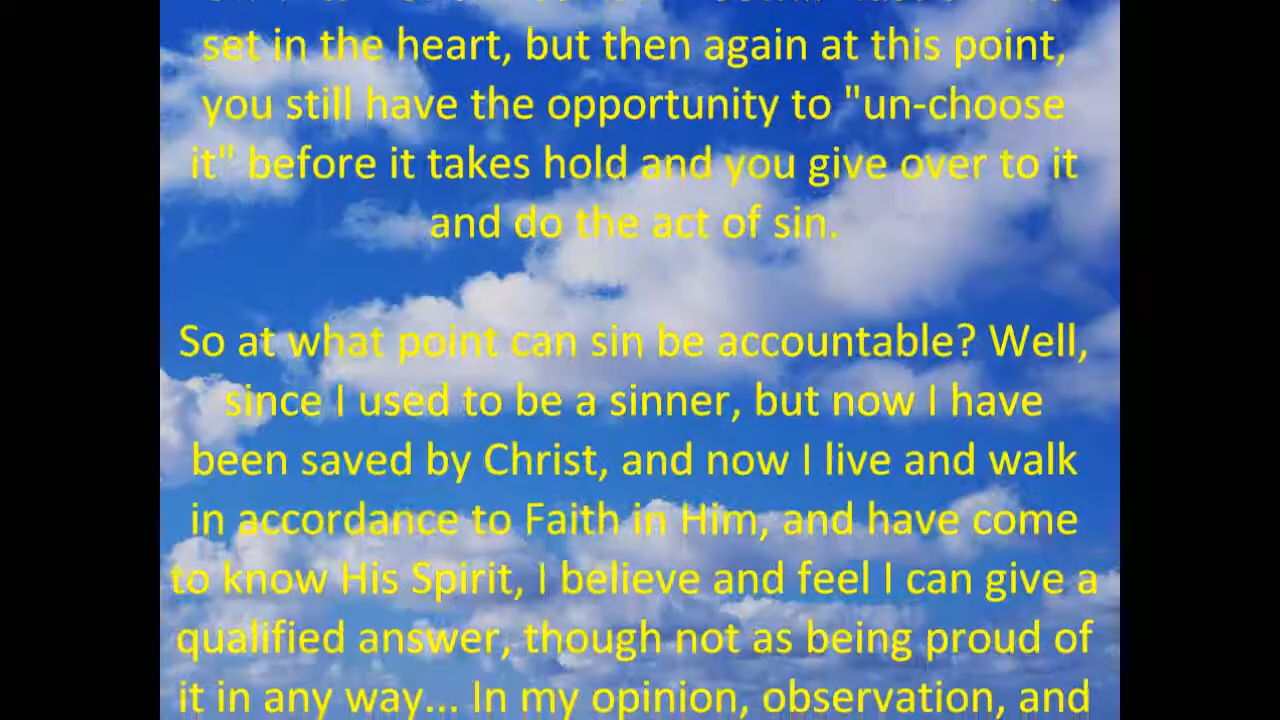 set in the heart, but then again at this point,
you still have the opportunity to "un-choose
it" before it takes hold and you give over to it
and do the act of sin.
So at what point can sin be accountable? Well,
since I used to be a sinner, but now I have
been saved by Christ, and now I live and walk
in accordance to Faith in Him, and have come
to know His Spirit, I believe and feel I can give a
qualified answer, though not as being proud of
it in any way... In my opinion, observation, and